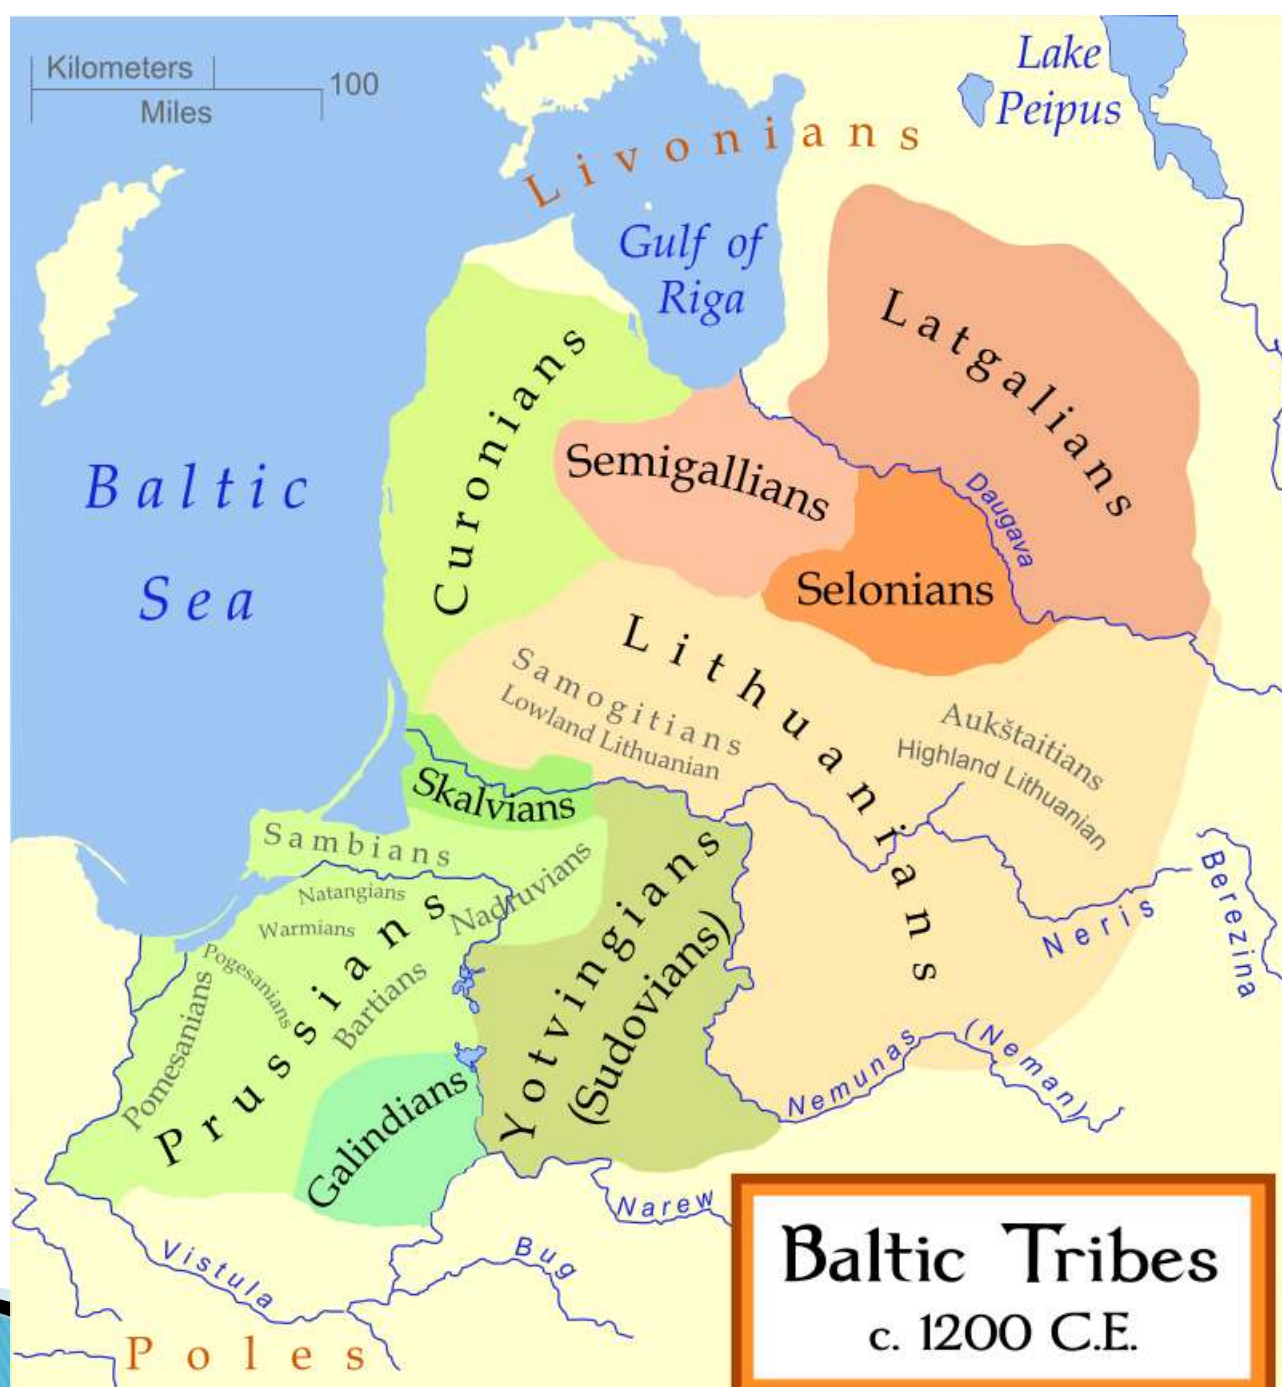 Kilometers
100
Miles
Lake
Peipus
Livonians
Gulf of
Riga
Latgalians
Curonians
Semigallians
Daugava
Baltic
Sea
Selonians
Lithuanians
Samogitians
Lowland Lithuanian
Aukštaitians
Highland Lithuanian
Skalvians
Sambians
Natangians
Nadruvians
Warmians
Pogesanians
Prussians
Bartians
Pomesanians
Yotvingians
(Sudovians)
Galindians
Neris
Berezina
Nemunas (Neman)
Narew
Bug
Vistula
Poles
Baltic Tribes
c. 1200 C.E.